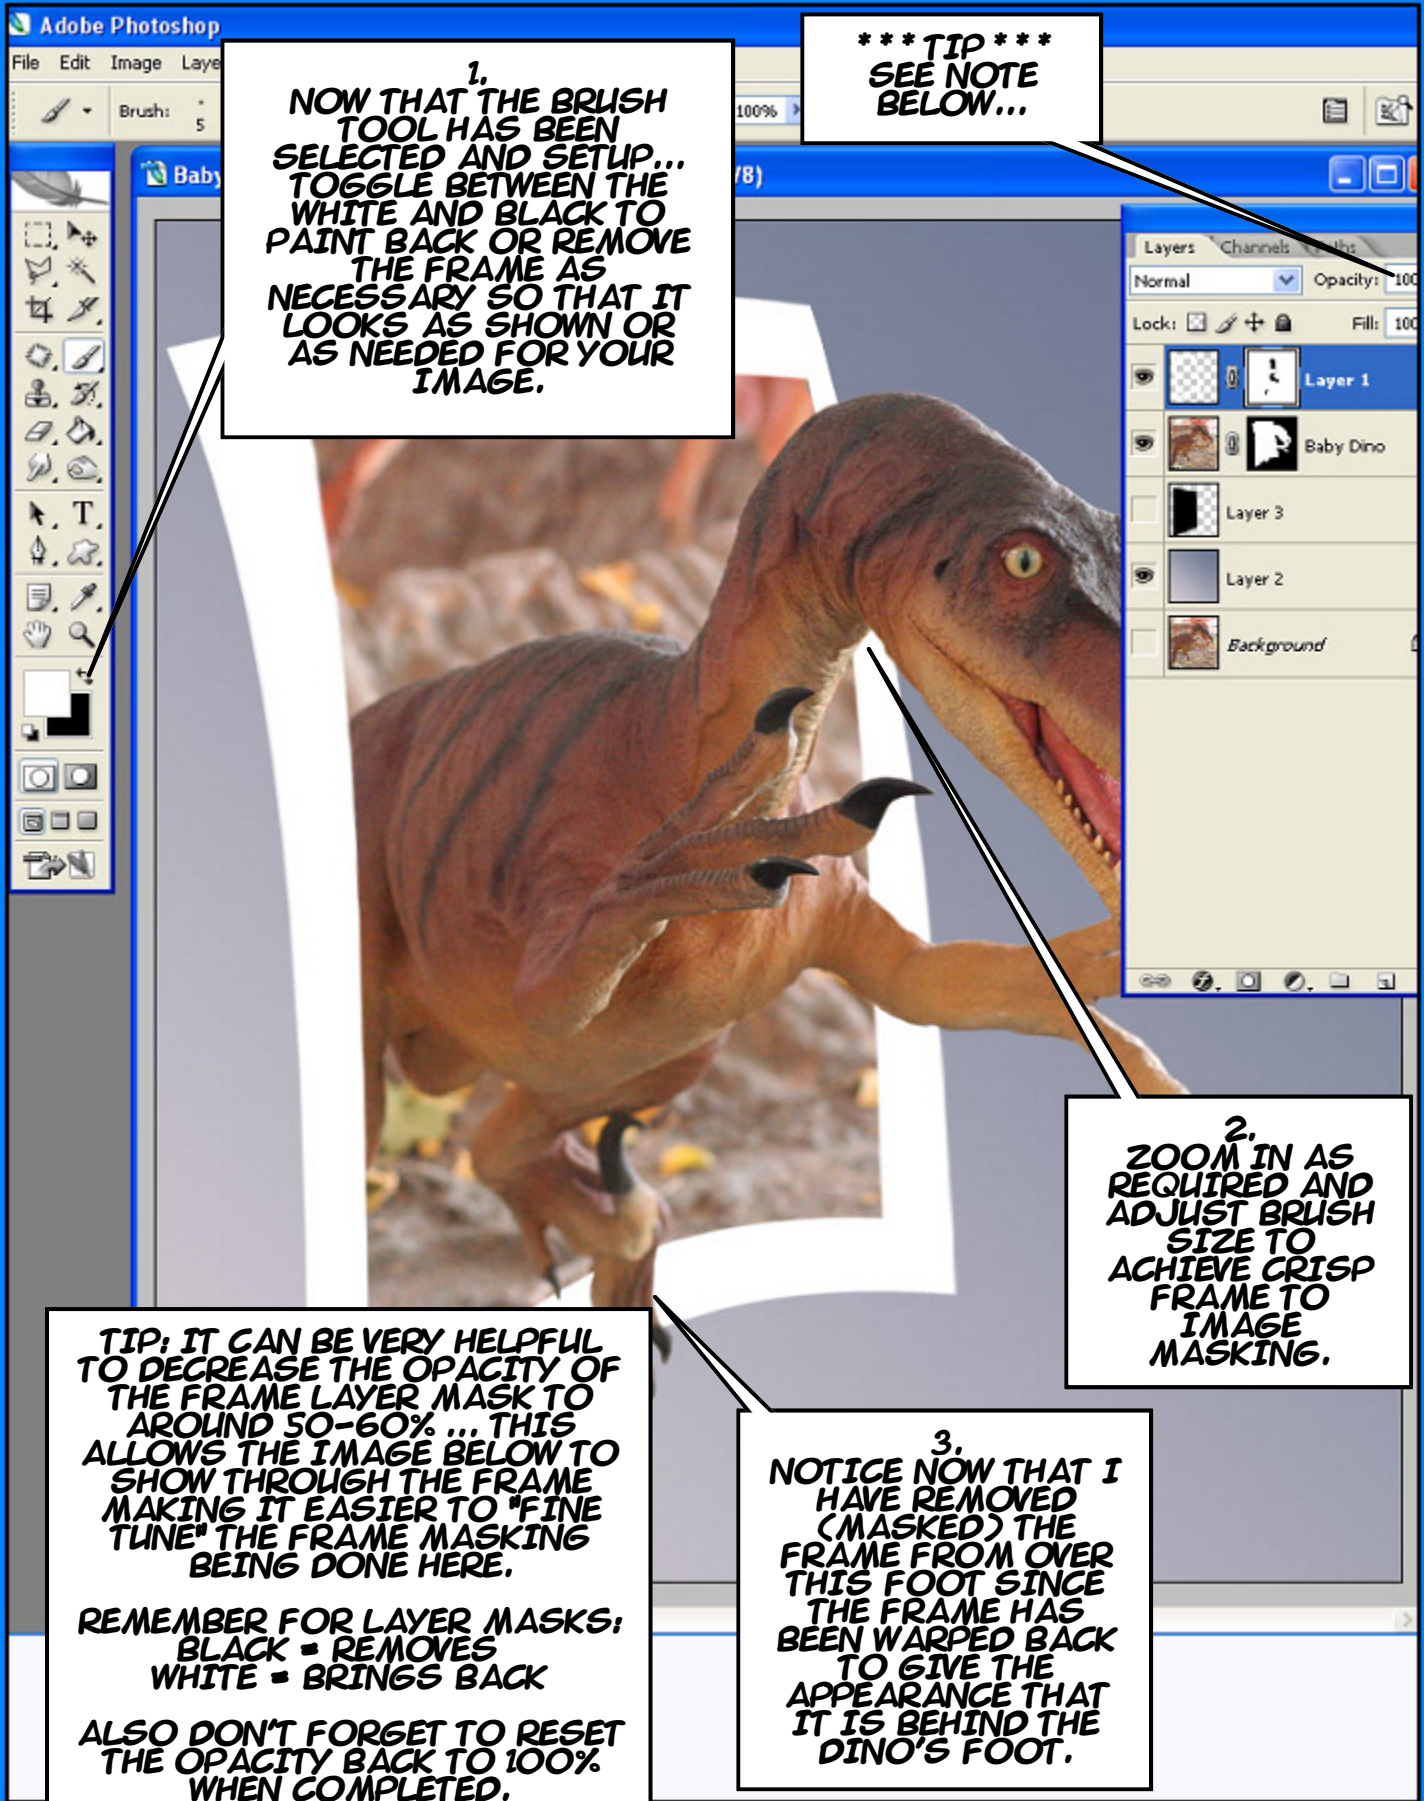 Adobe Photoshop
File Edit Image Laye
Brush: 5
100%
1.
NOW THAT THE BRUSH
TOOL HAS BEEN
SELECTED AND SETUP...
TOGGLE BETWEEN THE
WHITE AND BLACK TO
PAINT BACK OR REMOVE
THE FRAME AS
NECESSARY SO THAT IT
LOOKS AS SHOWN OR
AS NEEDED FOR YOUR
IMAGE.
***TIP***
SEE NOTE
BELOW...
Baby
/8)
Layers Channels Paths
Normal Opacity: 100
Lock: Fill: 100
Layer 1
Baby Dino
Layer 3
Layer 2
Background
2.
ZOOM IN AS
REQUIRED AND
ADJUST BRUSH
SIZE TO
ACHIEVE CRISP
FRAME TO
IMAGE
MASKING.
TIP: IT CAN BE VERY HELPFUL
TO DECREASE THE OPACITY OF
THE FRAME LAYER MASK TO
AROUND 50-60% ... THIS
ALLOWS THE IMAGE BELOW TO
SHOW THROUGH THE FRAME
MAKING IT EASIER TO "FINE
TUNE" THE FRAME MASKING
BEING DONE HERE.
REMEMBER FOR LAYER MASKS:
BLACK = REMOVES
WHITE = BRINGS BACK
ALSO DON'T FORGET TO RESET
THE OPACITY BACK TO 100%
WHEN COMPLETED.
3.
NOTICE NOW THAT I
HAVE REMOVED
(MASKED) THE
FRAME FROM OVER
THIS FOOT SINCE
THE FRAME HAS
BEEN WARPED BACK
TO GIVE THE
APPEARANCE THAT
IT IS BEHIND THE
DINO'S FOOT.